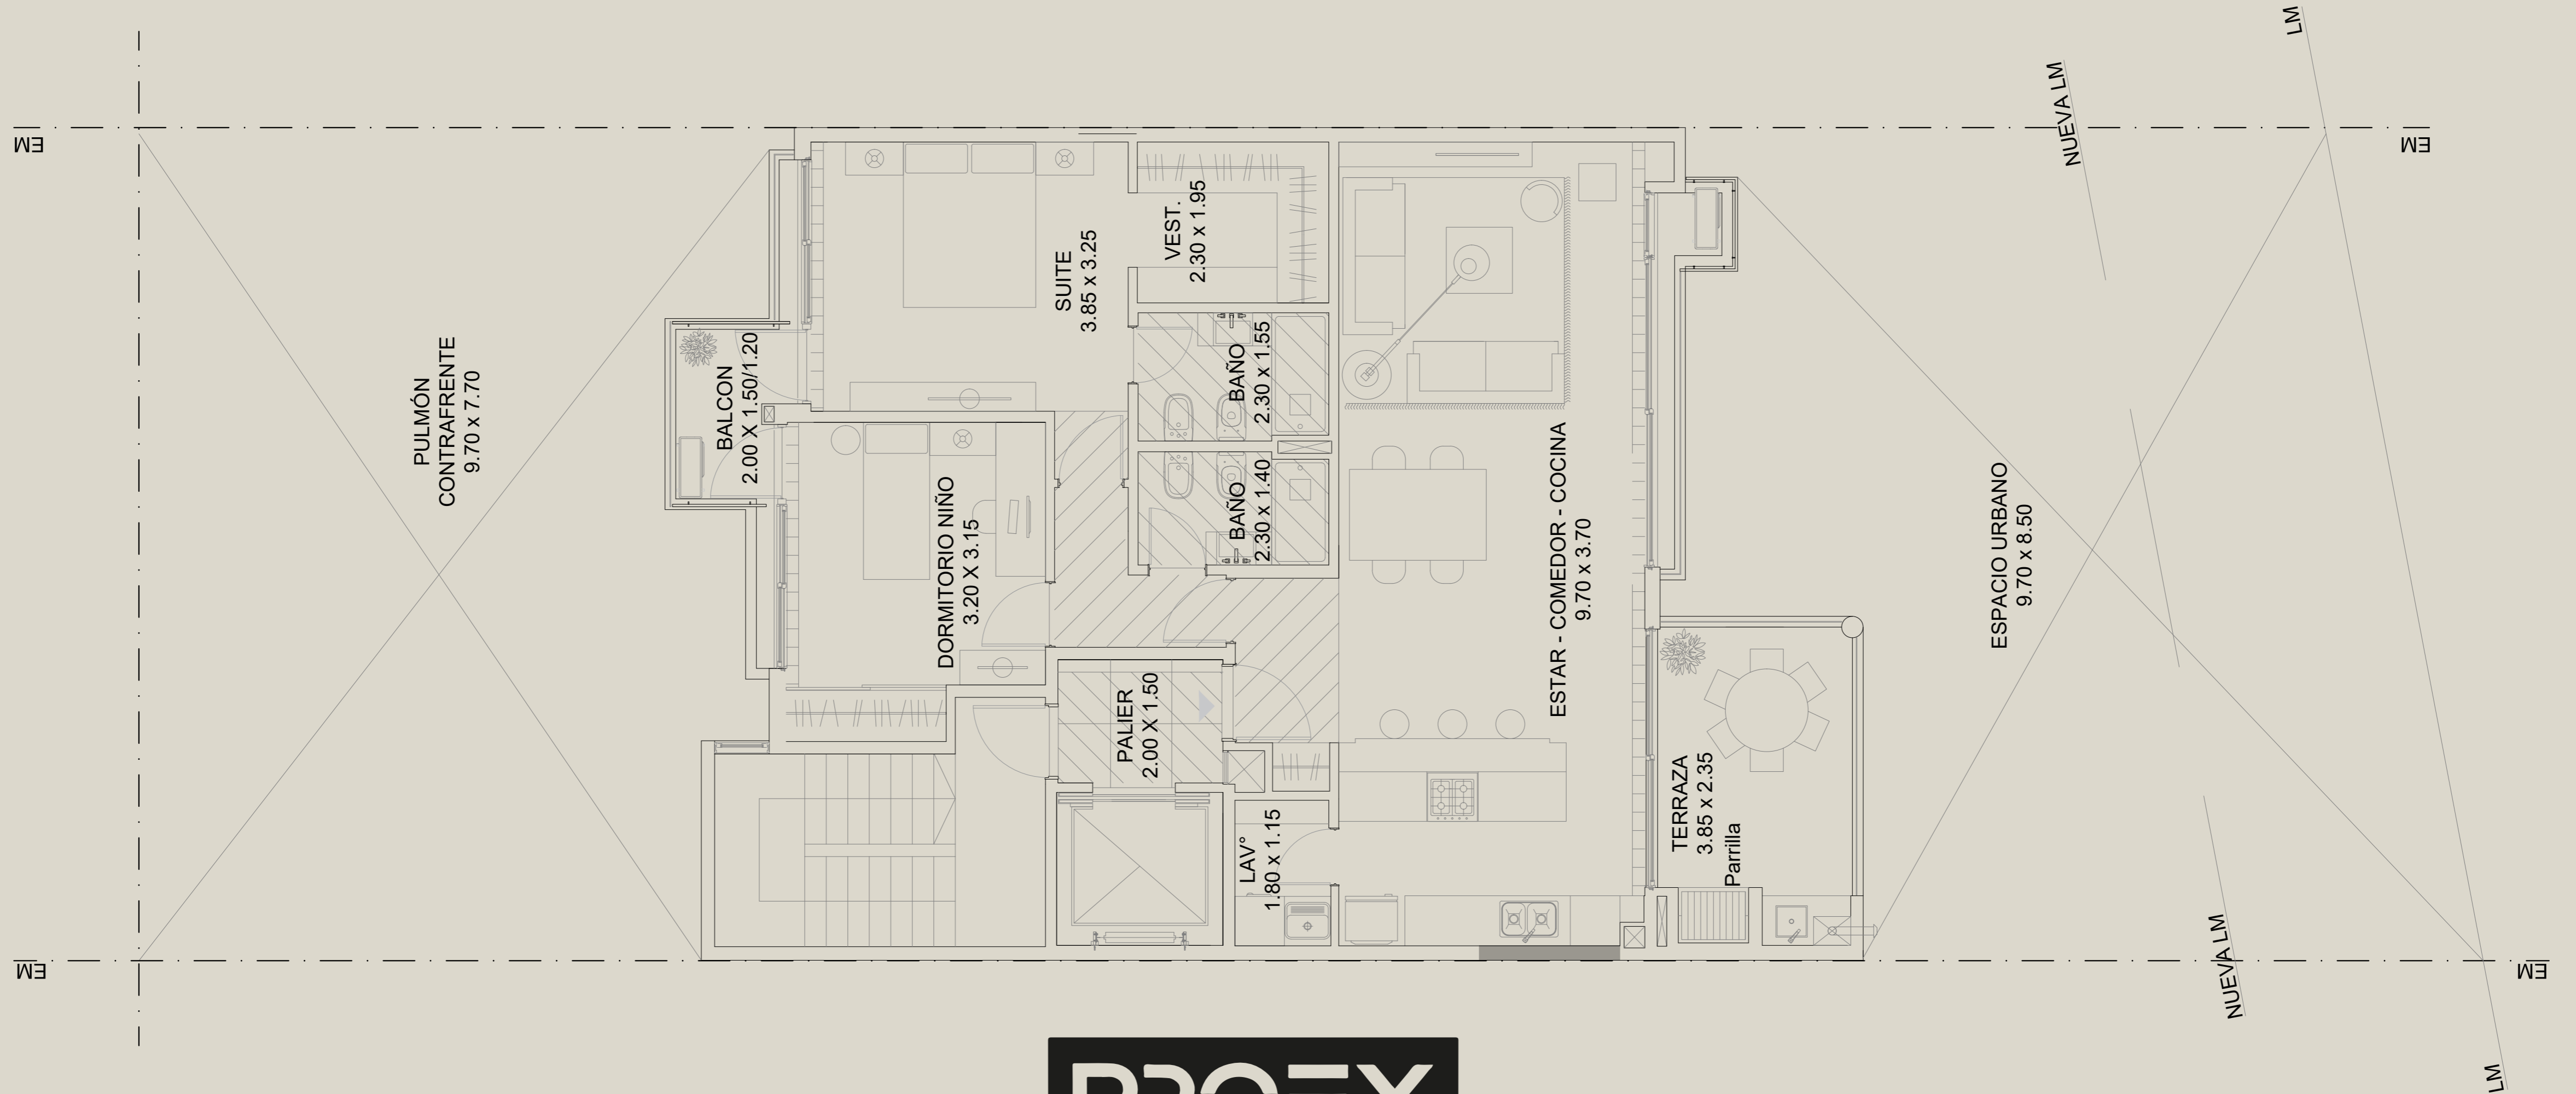 EM
EM
LM
NUEVA LM
PULMÓN
CONTRAFRENTE
9.70 x 7.70
BALCON
2.00 X 1.50/1.20
SUITE
3.85 x 3.25
VEST.
2.30 x 1.95
BAÑO
2.30 x 1.55
BAÑO
2.30 x 1.40
DORMITORIO NIÑO
3.20 X 3.15
ESTAR - COMEDOR - COCINA
9.70 x 3.70
ESPACIO URBANO
9.70 x 8.50
PALIER
2.00 X 1.50
LAV°
1.80 x 1.15
TERRAZA
3.85 x 2.35
Parrilla
EM
EM
NUEVA LM
LM